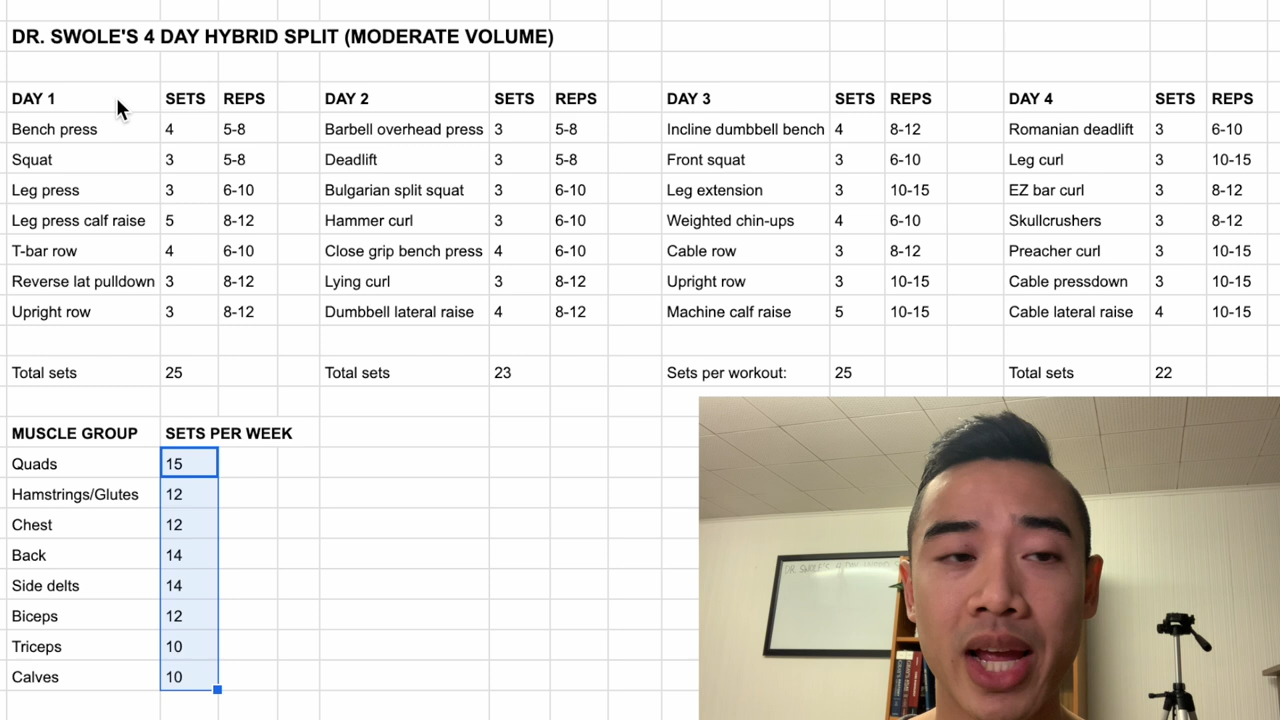 DR. SWOLE'S 4 DAY HYBRID SPLIT (MODERATE VOLUME)
DAY 1 SETS REPS DAY 2 SETS REPS DAY 3 SETS REPS DAY 4 SETS REPS
Bench press 4 5-8 Barbell overhead press 3 5-8 Incline dumbbell bench 4 8-12 Romanian deadlift 3 6-10
Squat 3 5-8 Deadlift 3 5-8 Front squat 3 6-10 Leg curl 3 10-15
Leg press 3 6-10 Bulgarian split squat 3 6-10 Leg extension 3 10-15 EZ bar curl 3 8-12
Leg press calf raise 5 8-12 Hammer curl 3 6-10 Weighted chin-ups 4 6-10 Skullcrushers 3 8-12
T-bar row 4 6-10 Close grip bench press 4 6-10 Cable row 3 8-12 Preacher curl 3 10-15
Reverse lat pulldown 3 8-12 Lying curl 3 8-12 Upright row 3 10-15 Cable pressdown 3 10-15
Upright row 3 8-12 Dumbbell lateral raise 4 8-12 Machine calf raise 5 10-15 Cable lateral raise 4 10-15
Total sets 25 Total sets 23 Sets per workout: 25 Total sets 22
MUSCLE GROUP SETS PER WEEK
Quads 15
Hamstrings/Glutes 12
Chest 12
Back 14
Side delts 14
Biceps 12
Triceps 10
Calves 10
DR. SWOLE'S 4 DAY